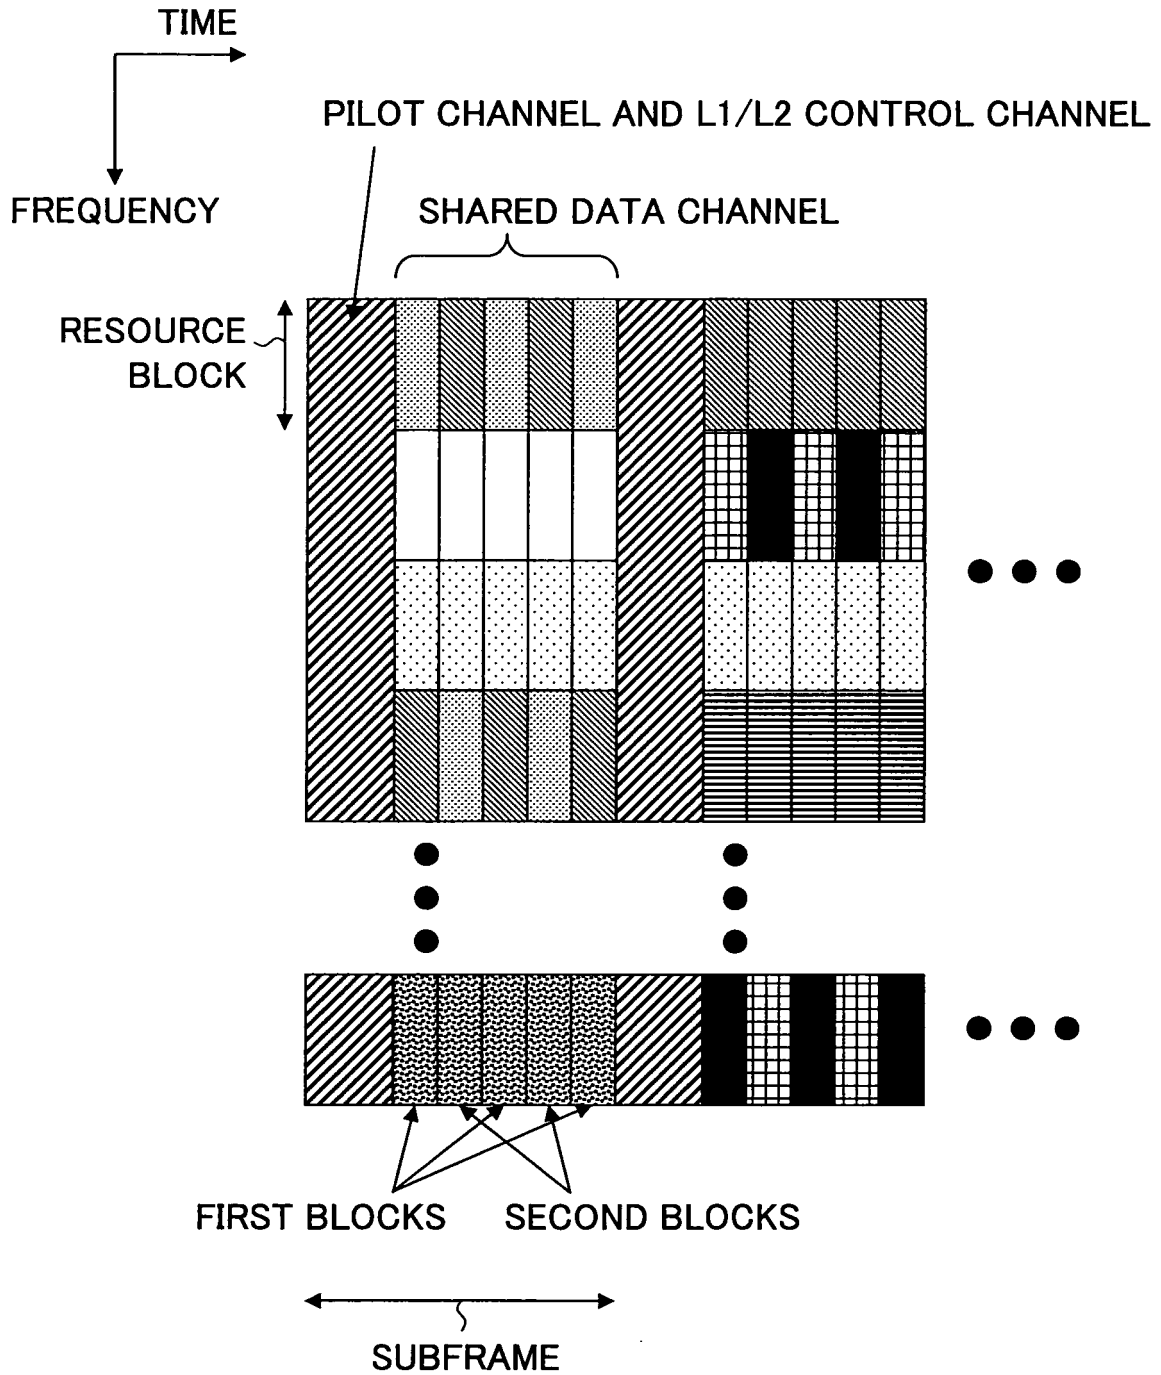 TIME
PILOT CHANNEL AND L1/L2 CONTROL CHANNEL
FREQUENCY
SHARED DATA CHANNEL
RESOURCE
BLOCK
FIRST BLOCKS
SECOND BLOCKS
SUBFRAME